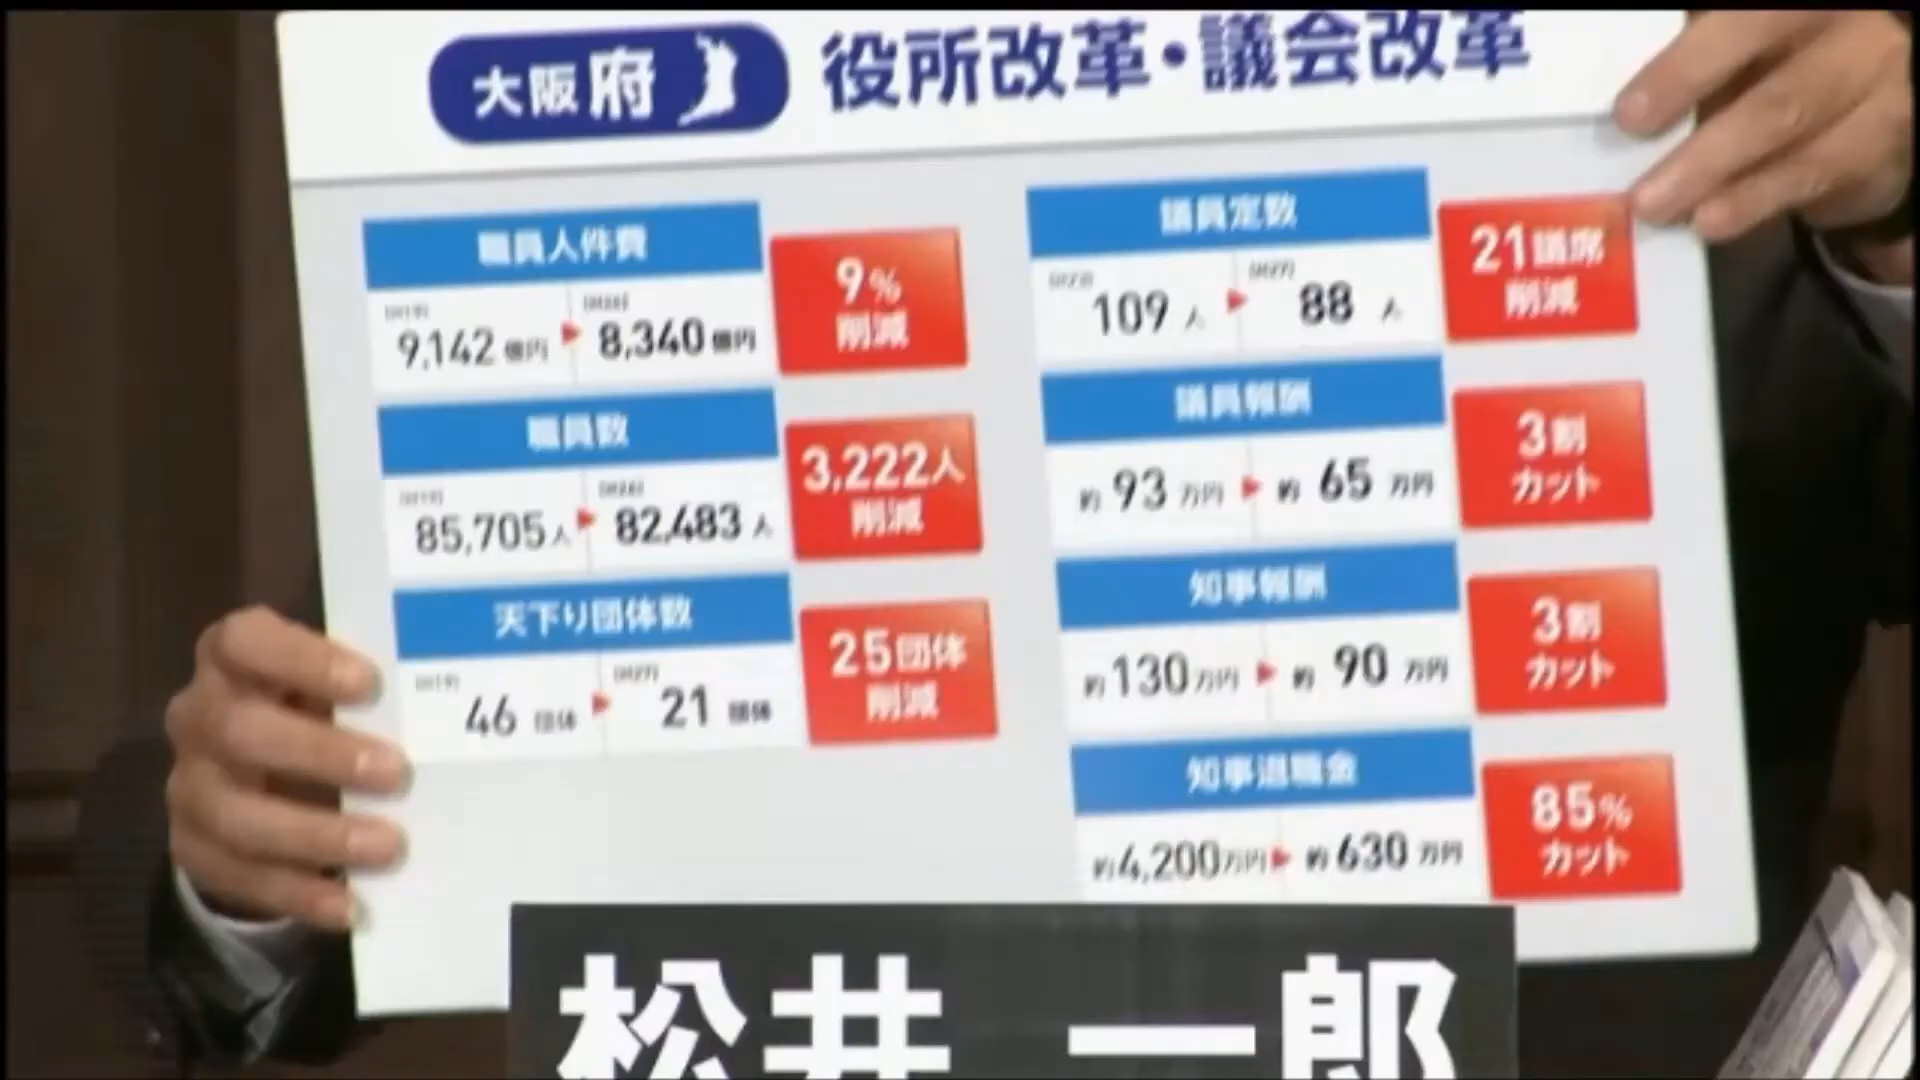 大阪府 役所改革・議会改革
職員人件費
(H19) 9,142億円 ▶ (H26) 8,340億円
9%
削減
職員数
(H19) 85,705人 ▶ (H26) 82,483人
3,222人
削減
天下り団体数
(H19) 46団体 ▶ (H27) 21団体
25団体
削減
議員定数
(H23) 109人 ▶ (H27) 88人
21議席
削減
議員報酬
約93万円 ▶ 約65万円
3割
カット
知事報酬
約130万円 ▶ 約90万円
3割
カット
知事退職金
約4,200万円 ▶ 約630万円
85%
カット
松井 一郎